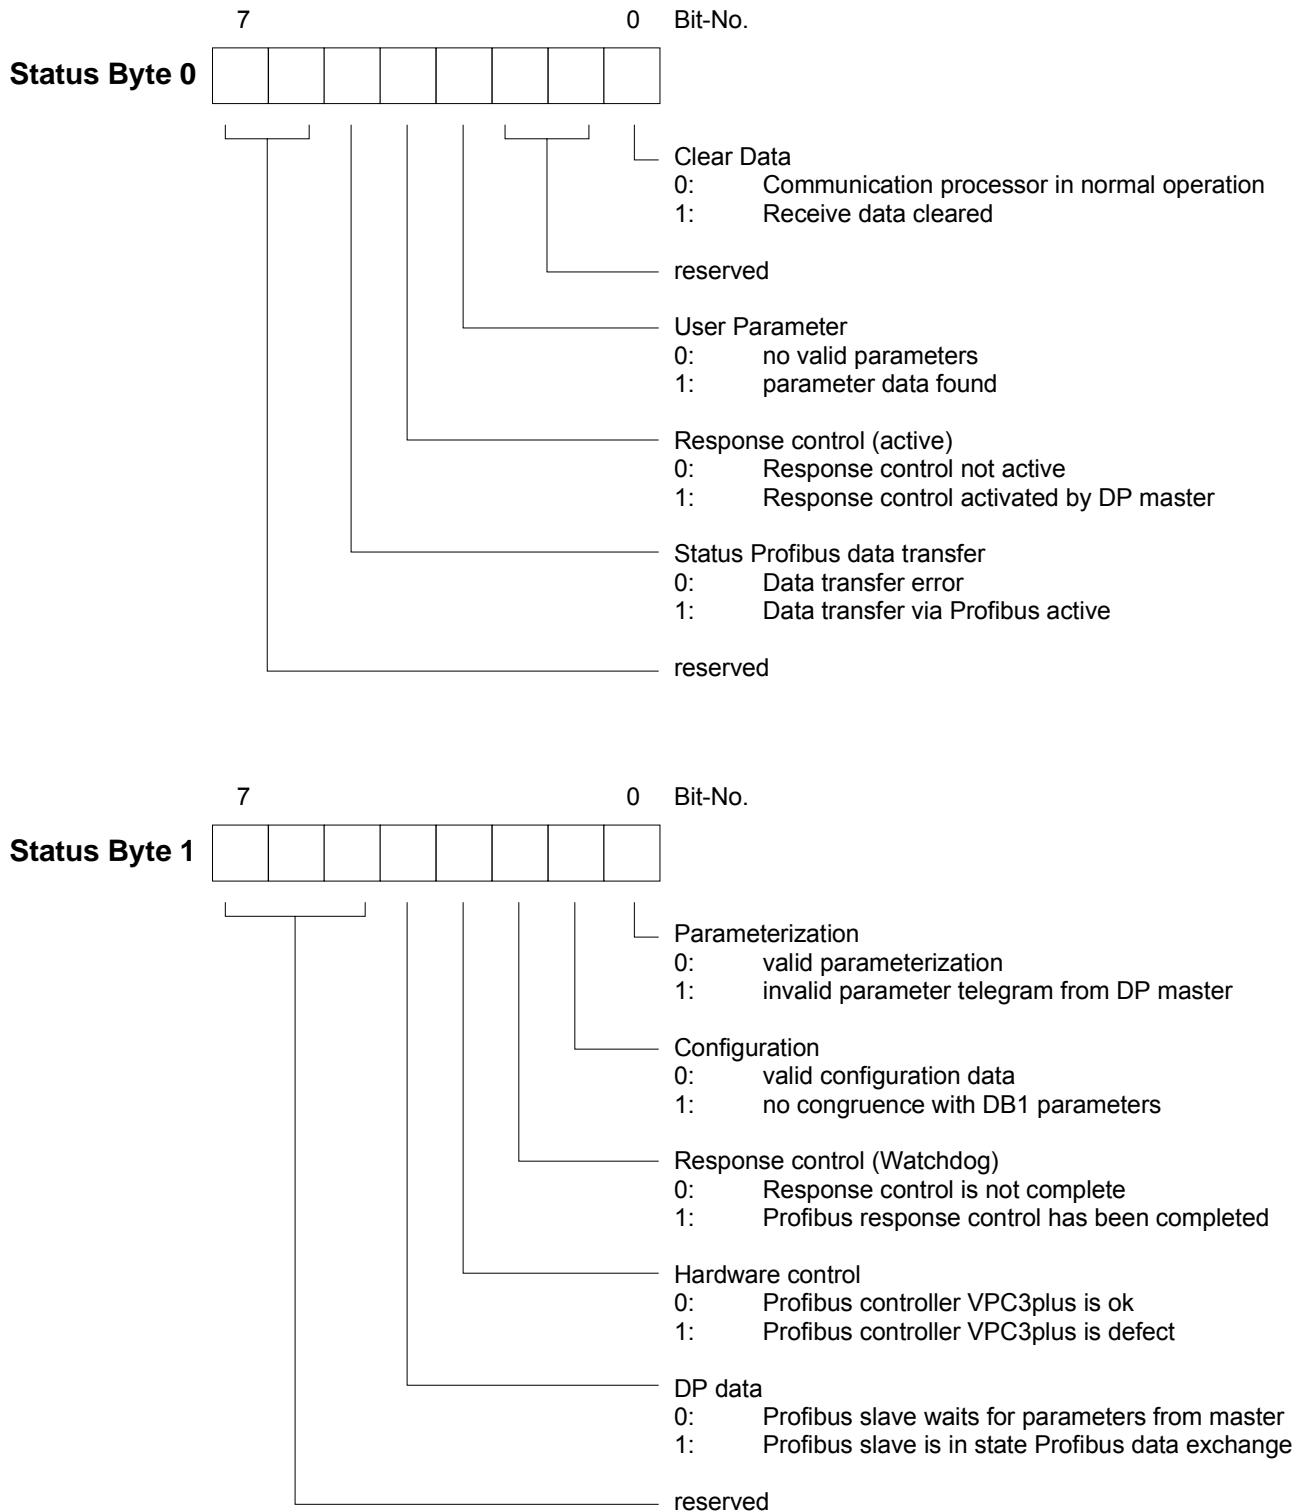 7 0 Bit-No.
Status Byte 0
Clear Data
0: Communication processor in normal operation
1: Receive data cleared
reserved
User Parameter
0: no valid parameters
1: parameter data found
Response control (active)
0: Response control not active
1: Response control activated by DP master
Status Profibus data transfer
0: Data transfer error
1: Data transfer via Profibus active
reserved
7 0 Bit-No.
Status Byte 1
Parameterization
0: valid parameterization
1: invalid parameter telegram from DP master
Configuration
0: valid configuration data
1: no congruence with DB1 parameters
Response control (Watchdog)
0: Response control is not complete
1: Profibus response control has been completed
Hardware control
0: Profibus controller VPC3plus is ok
1: Profibus controller VPC3plus is defect
DP data
0: Profibus slave waits for parameters from master
1: Profibus slave is in state Profibus data exchange
reserved